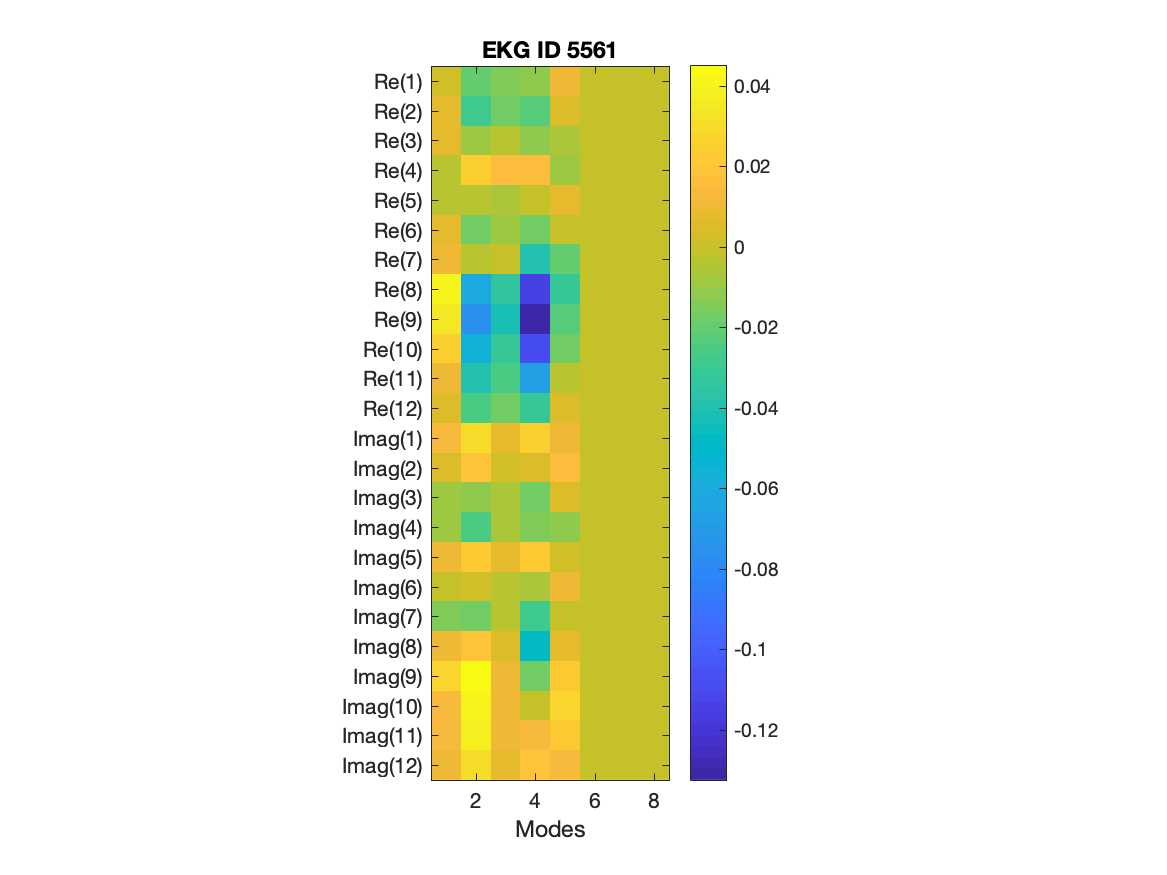 EKG ID 5561
Re(1)
Re(2)
Re(3)
Re(4)
Re(5)
Re(6)
Re(7)
Re(8)
Re(9)
Re(10)
Re(11)
Re(12)
Imag(1)
Imag(2)
Imag(3)
Imag(4)
Imag(5)
Imag(6)
Imag(7)
Imag(8)
Imag(9)
Imag(10)
Imag(11)
Imag(12)
2 4 6 8
Modes
0.04
0.02
0
-0.02
-0.04
-0.06
-0.08
-0.1
-0.12